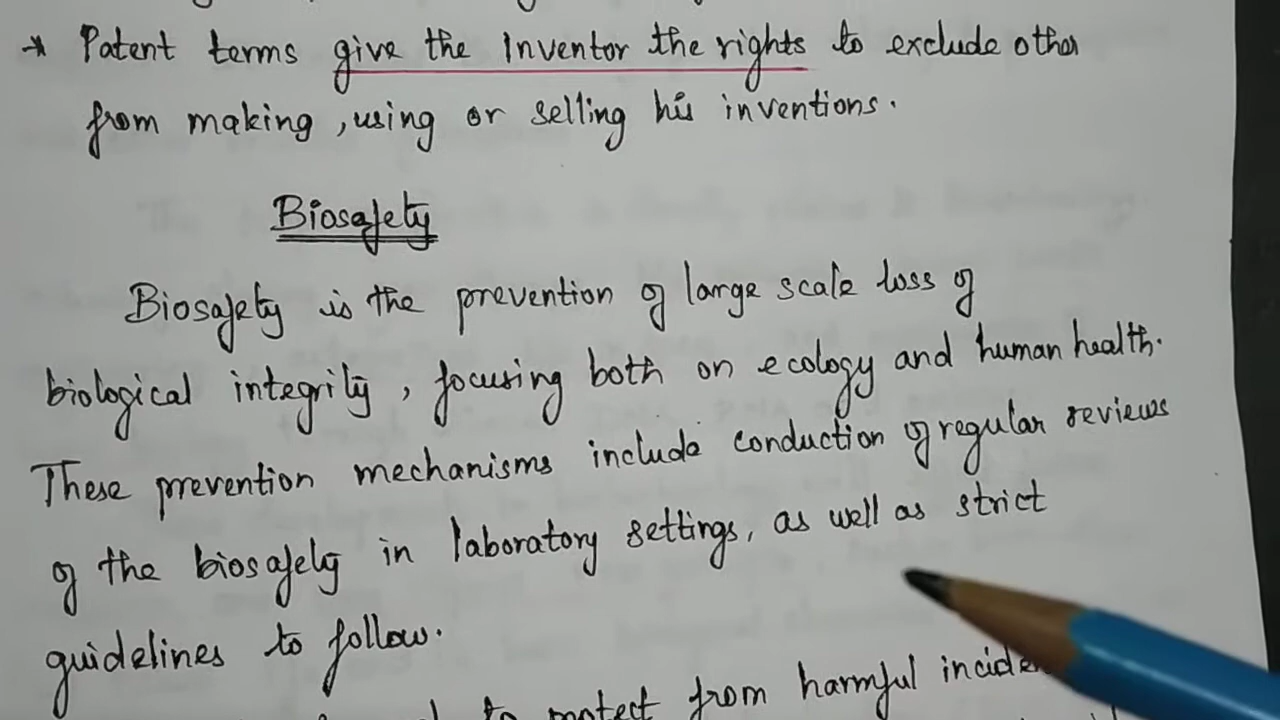 * Patent terms give the Inventor the rights to exclude other
from making, using or selling his inventions.
Biosafety
Biosafety is the prevention of large scale loss of
biological integrity, focusing both on ecology and human health.
These prevention mechanisms include conduction of regular reviews
of the biosafety in laboratory settings, as well as strict
guidelines to follow.
to protect from harmful